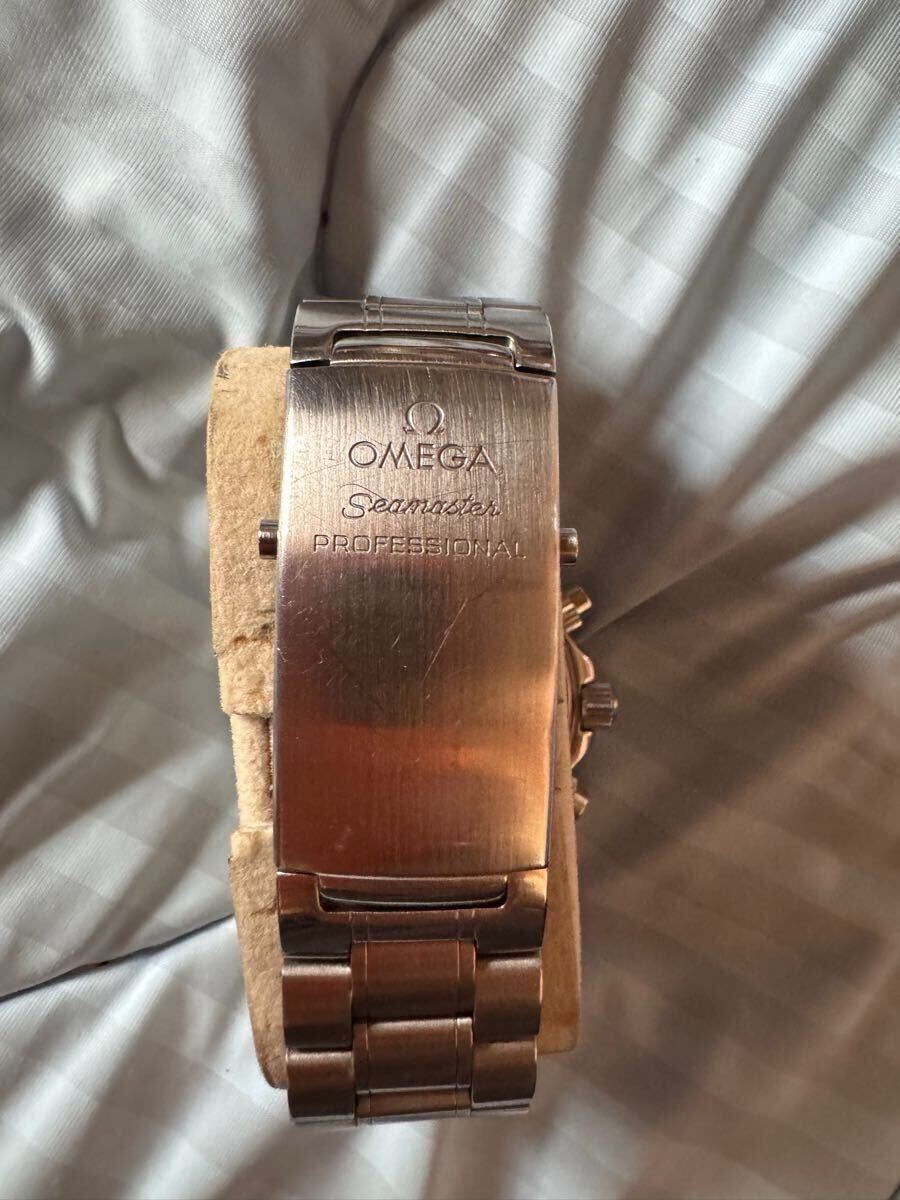 Ω
OMEGA
Seamaster
PROFESSIONAL